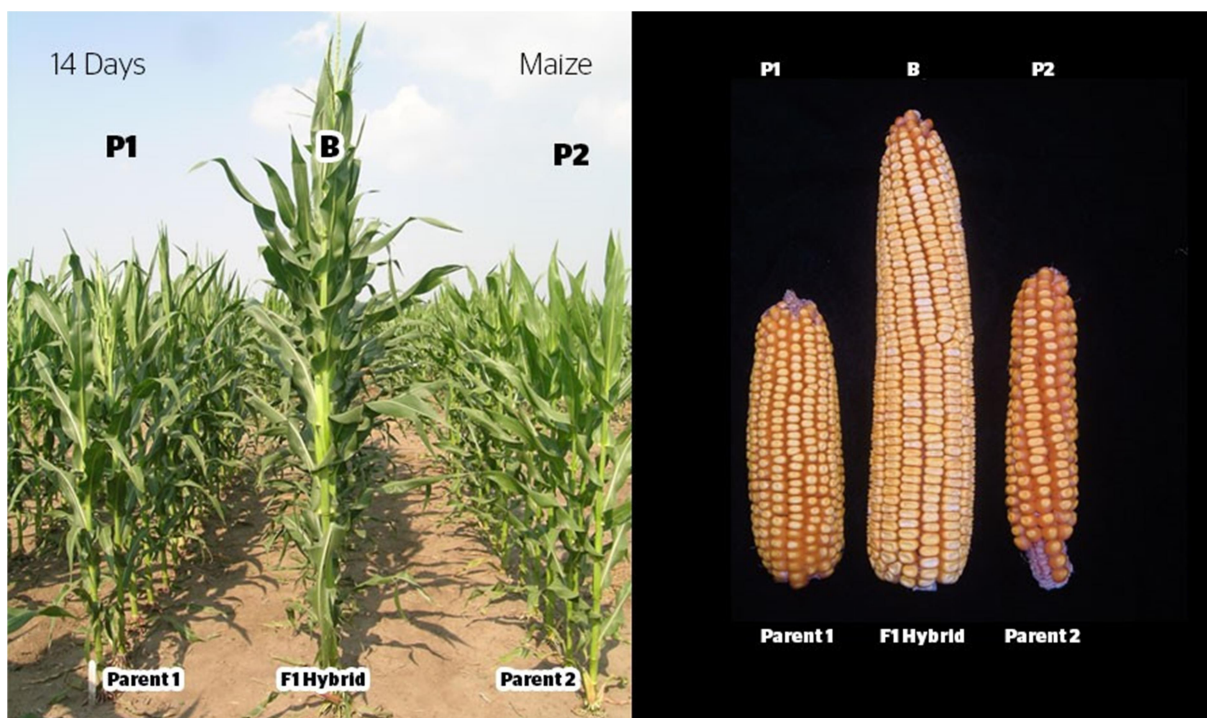 14 Days
Maize
P1
B
P2
Parent 1
F1 Hybrid
Parent 2
P1
B
P2
Parent 1
F1 Hybrid
Parent 2